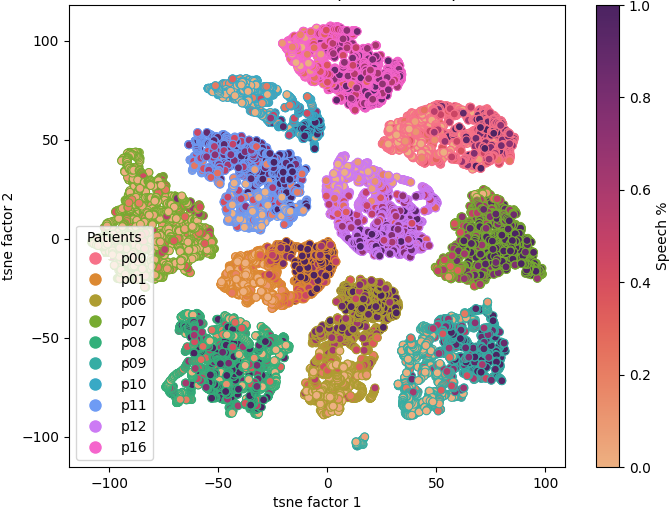 100
50
0
−50
−100
tsne factor 2
−100
−50
0
50
100
tsne factor 1
Patients
p00
p01
p06
p07
p08
p09
p10
p11
p12
p16
1.0
0.8
0.6
0.4
0.2
0.0
Speech %